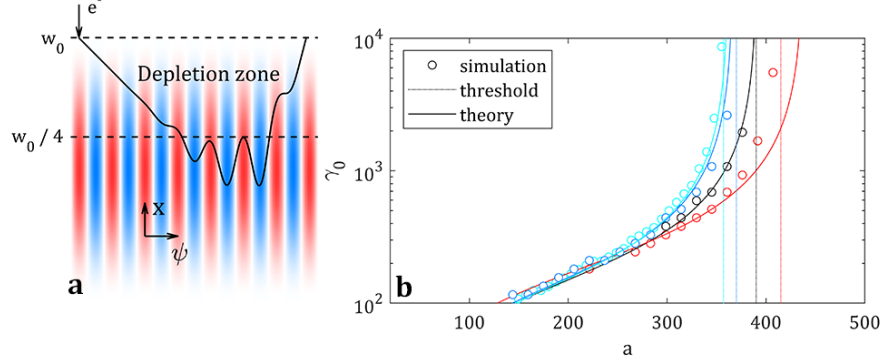 e
w₀
Depletion zone
w₀ / 4
X
ψ
a
b
simulation
threshold
theory
γ₀
10⁴
10³
10²
100 200 300 400 500
a